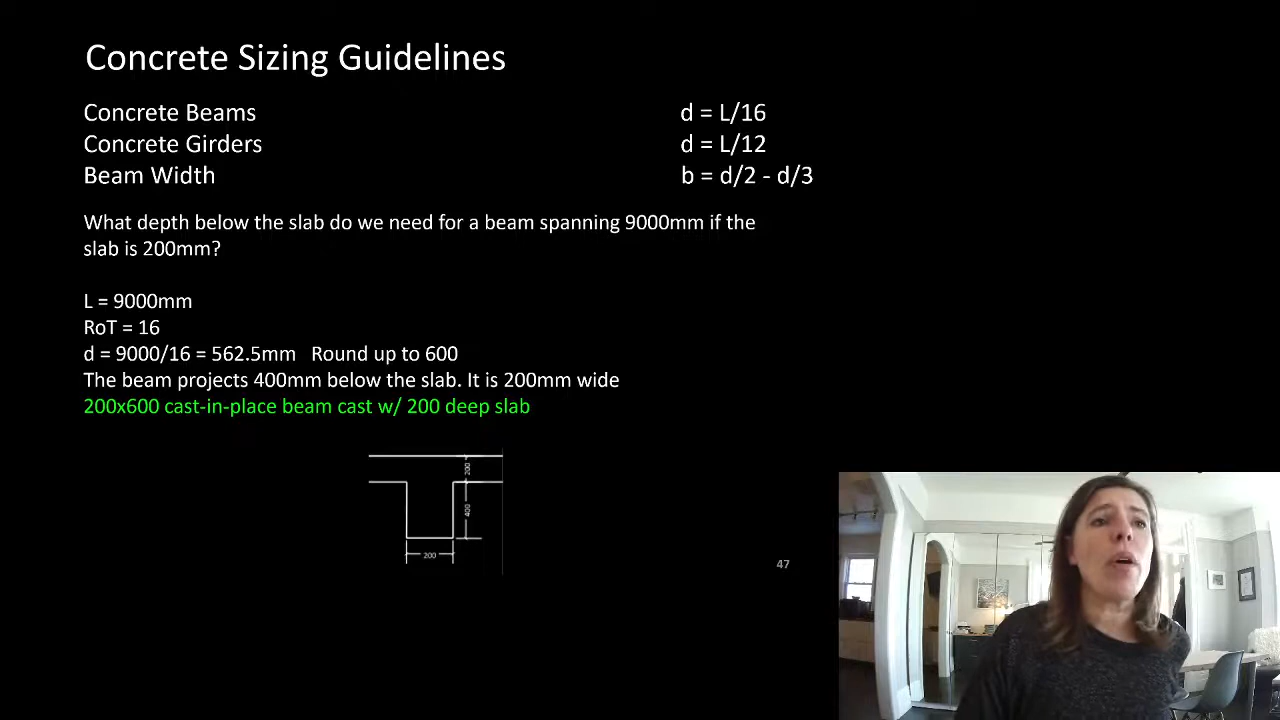 Concrete Sizing Guidelines
Concrete Beams d = L/16
Concrete Girders d = L/12
Beam Width b = d/2 - d/3
What depth below the slab do we need for a beam spanning 9000mm if the
slab is 200mm?
L = 9000mm
RoT = 16
d = 9000/16 = 562.5mm Round up to 600
The beam projects 400mm below the slab. It is 200mm wide
200x600 cast-in-place beam cast w/ 200 deep slab
200
400
200
47